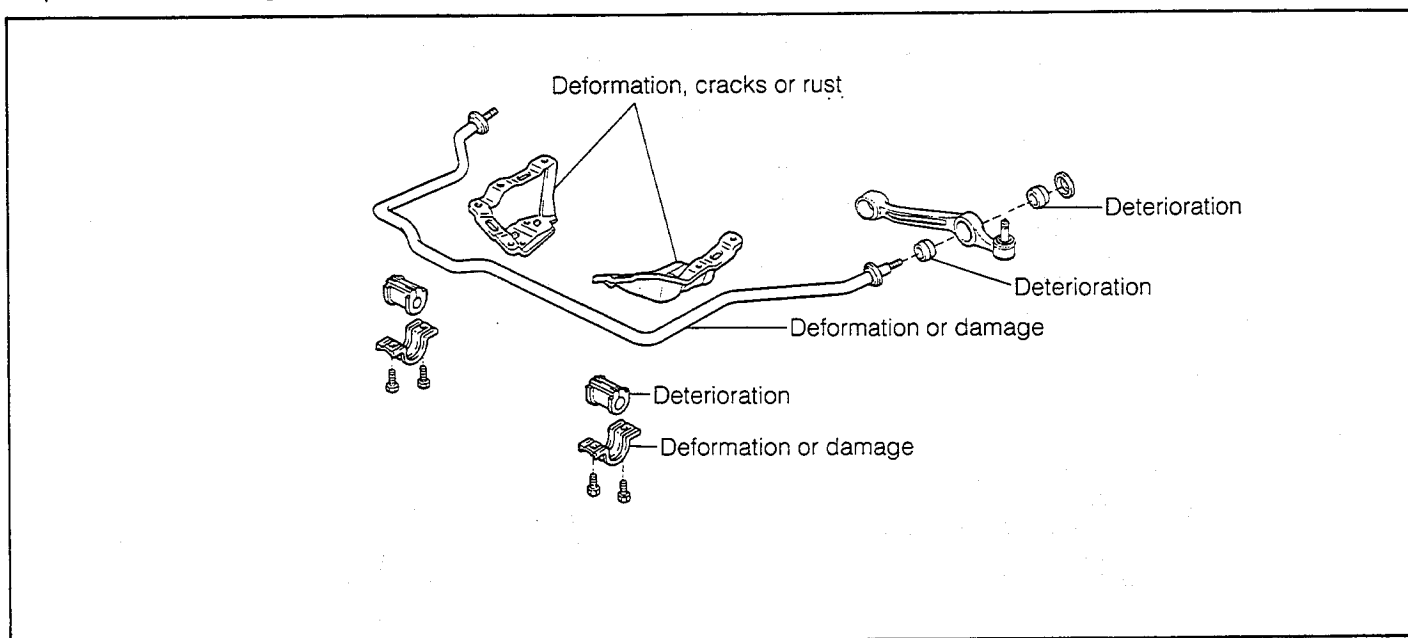 Deformation, cracks or rust
Deterioration
Deterioration
Deformation or damage
Deterioration
Deformation or damage